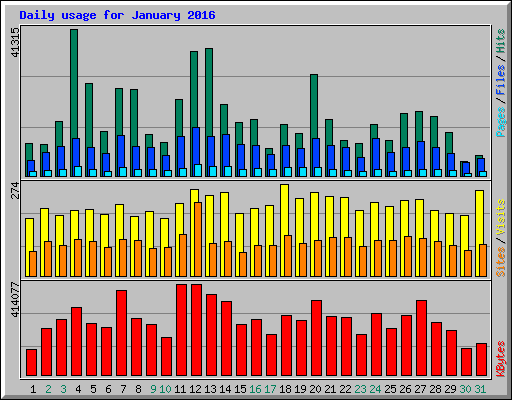 Daily usage for January 2016
41315
Pages / Files / Hits
274
Sites / Visits
414077
KBytes
1 2 3 4 5 6 7 8 9 10 11 12 13 14 15 16 17 18 19 20 21 22 23 24 25 26 27 28 29 30 31